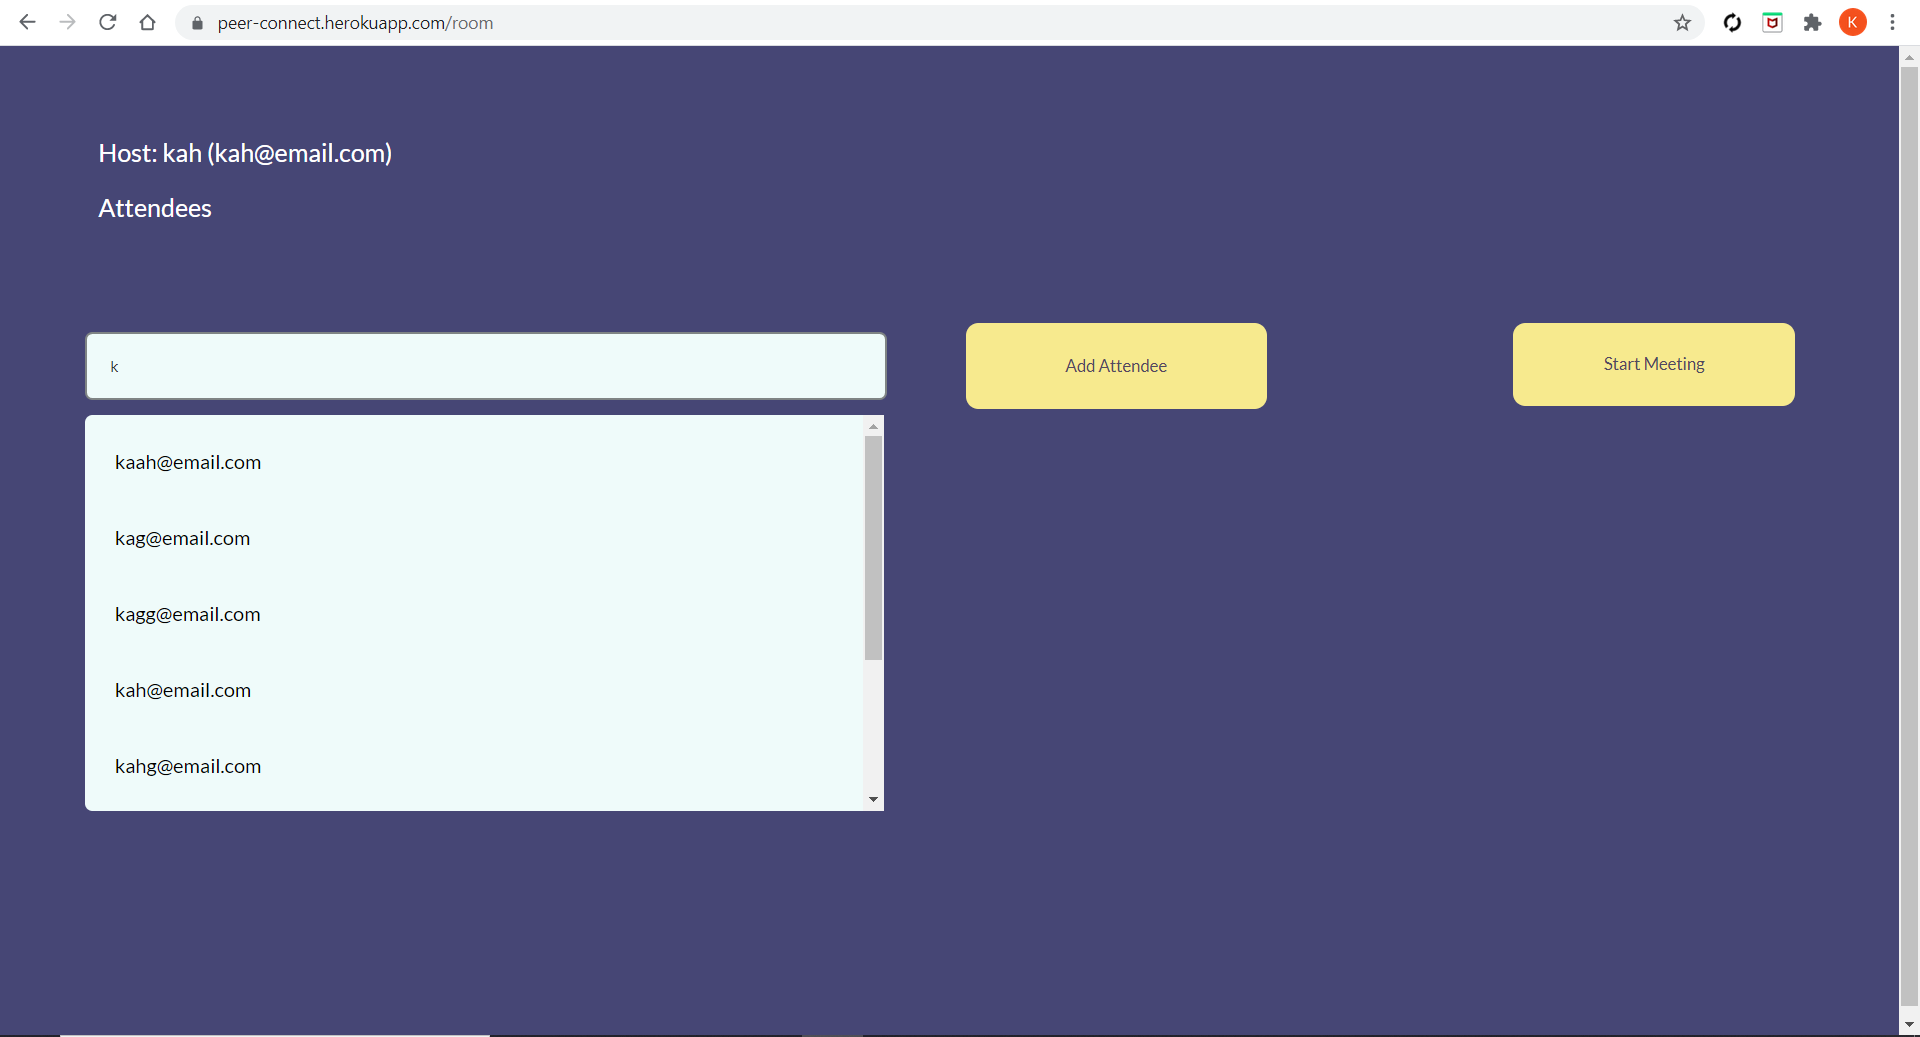 peer-connect.herokuapp.com/room
K
Host: kah (kah@email.com)
Attendees
k
Add Attendee
Start Meeting
kaah@email.com
kag@email.com
kagg@email.com
kah@email.com
kahg@email.com